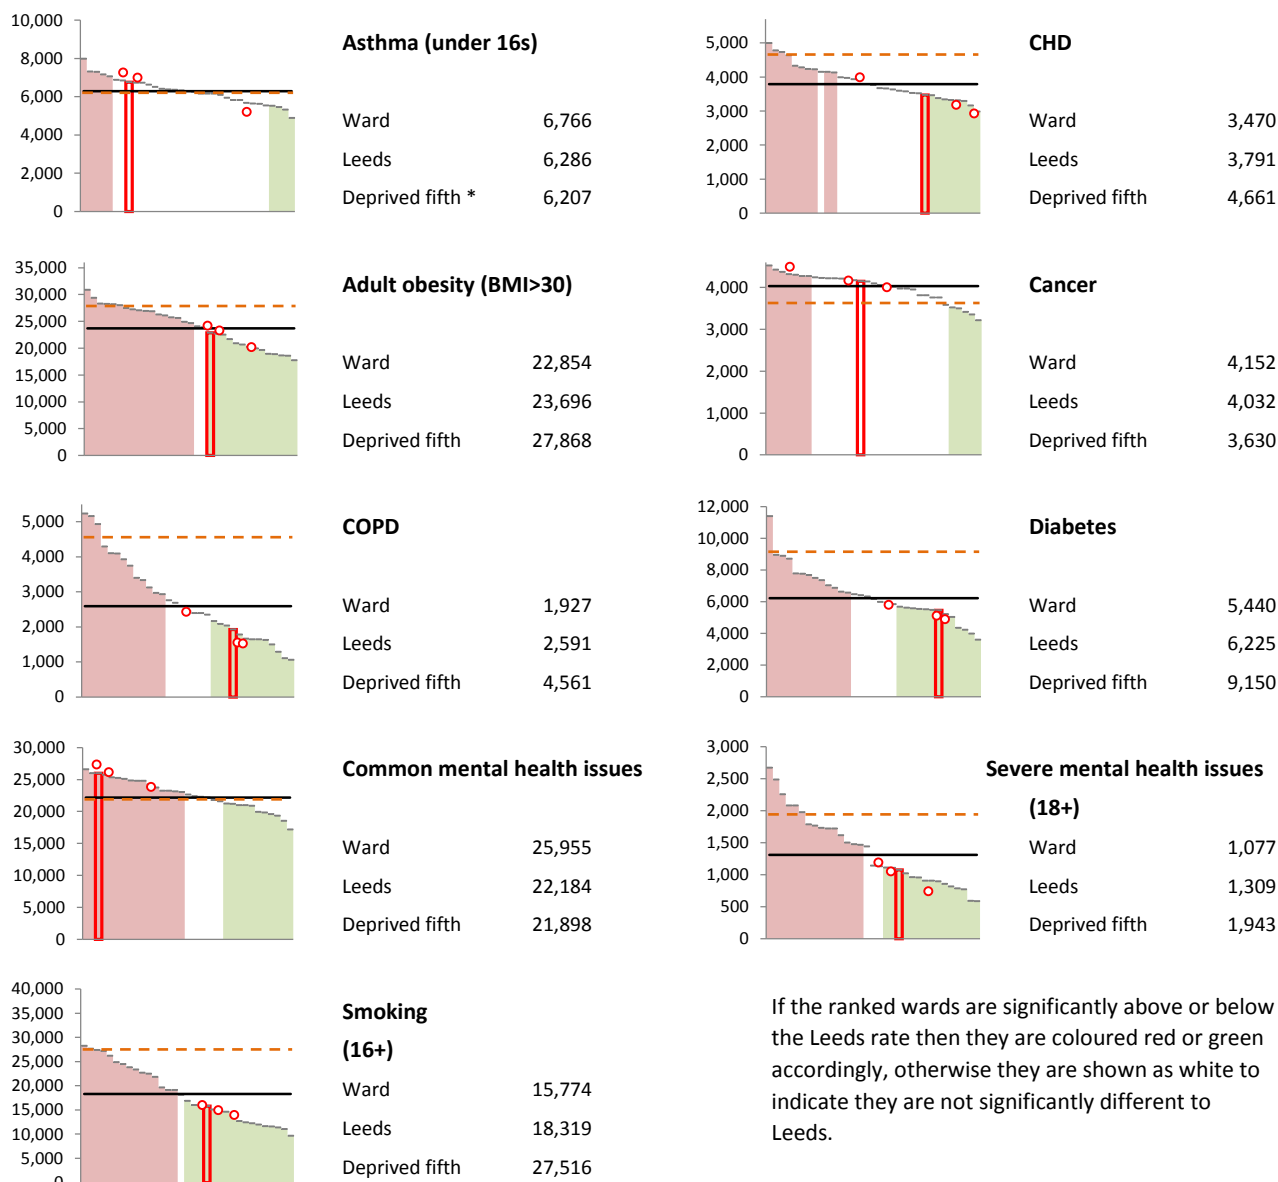 10,000
8,000
6,000
4,000
2,000
0
Asthma (under 16s)
Ward 6,766
Leeds 6,286
Deprived fifth * 6,207
5,000
4,000
3,000
2,000
1,000
0
CHD
Ward 3,470
Leeds 3,791
Deprived fifth 4,661
35,000
30,000
25,000
20,000
15,000
10,000
5,000
0
Adult obesity (BMI>30)
Ward 22,854
Leeds 23,696
Deprived fifth 27,868
4,000
3,000
2,000
1,000
0
Cancer
Ward 4,152
Leeds 4,032
Deprived fifth 3,630
5,000
4,000
3,000
2,000
1,000
0
COPD
Ward 1,927
Leeds 2,591
Deprived fifth 4,561
12,000
10,000
8,000
6,000
4,000
2,000
0
Diabetes
Ward 5,440
Leeds 6,225
Deprived fifth 9,150
30,000
25,000
20,000
15,000
10,000
5,000
0
Common mental health issues
Ward 25,955
Leeds 22,184
Deprived fifth 21,898
3,000
2,500
2,000
1,500
1,000
500
0
Severe mental health issues
(18+)
Ward 1,077
Leeds 1,309
Deprived fifth 1,943
40,000
35,000
30,000
25,000
20,000
15,000
10,000
5,000
0
Smoking
(16+)
Ward 15,774
Leeds 18,319
Deprived fifth 27,516
If the ranked wards are significantly above or below
the Leeds rate then they are coloured red or green
accordingly, otherwise they are shown as white to
indicate they are not significantly different to
Leeds.